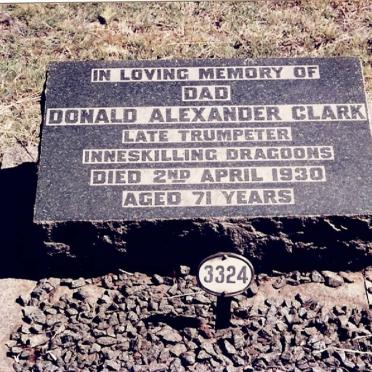 IN LOVING MEMORY OF
DAD
DONALD ALEXANDER CLARK
LATE TRUMPETER
INNESKILLING DRAGOONS
DIED 2ND APRIL 1930
AGED 71 YEARS
3324